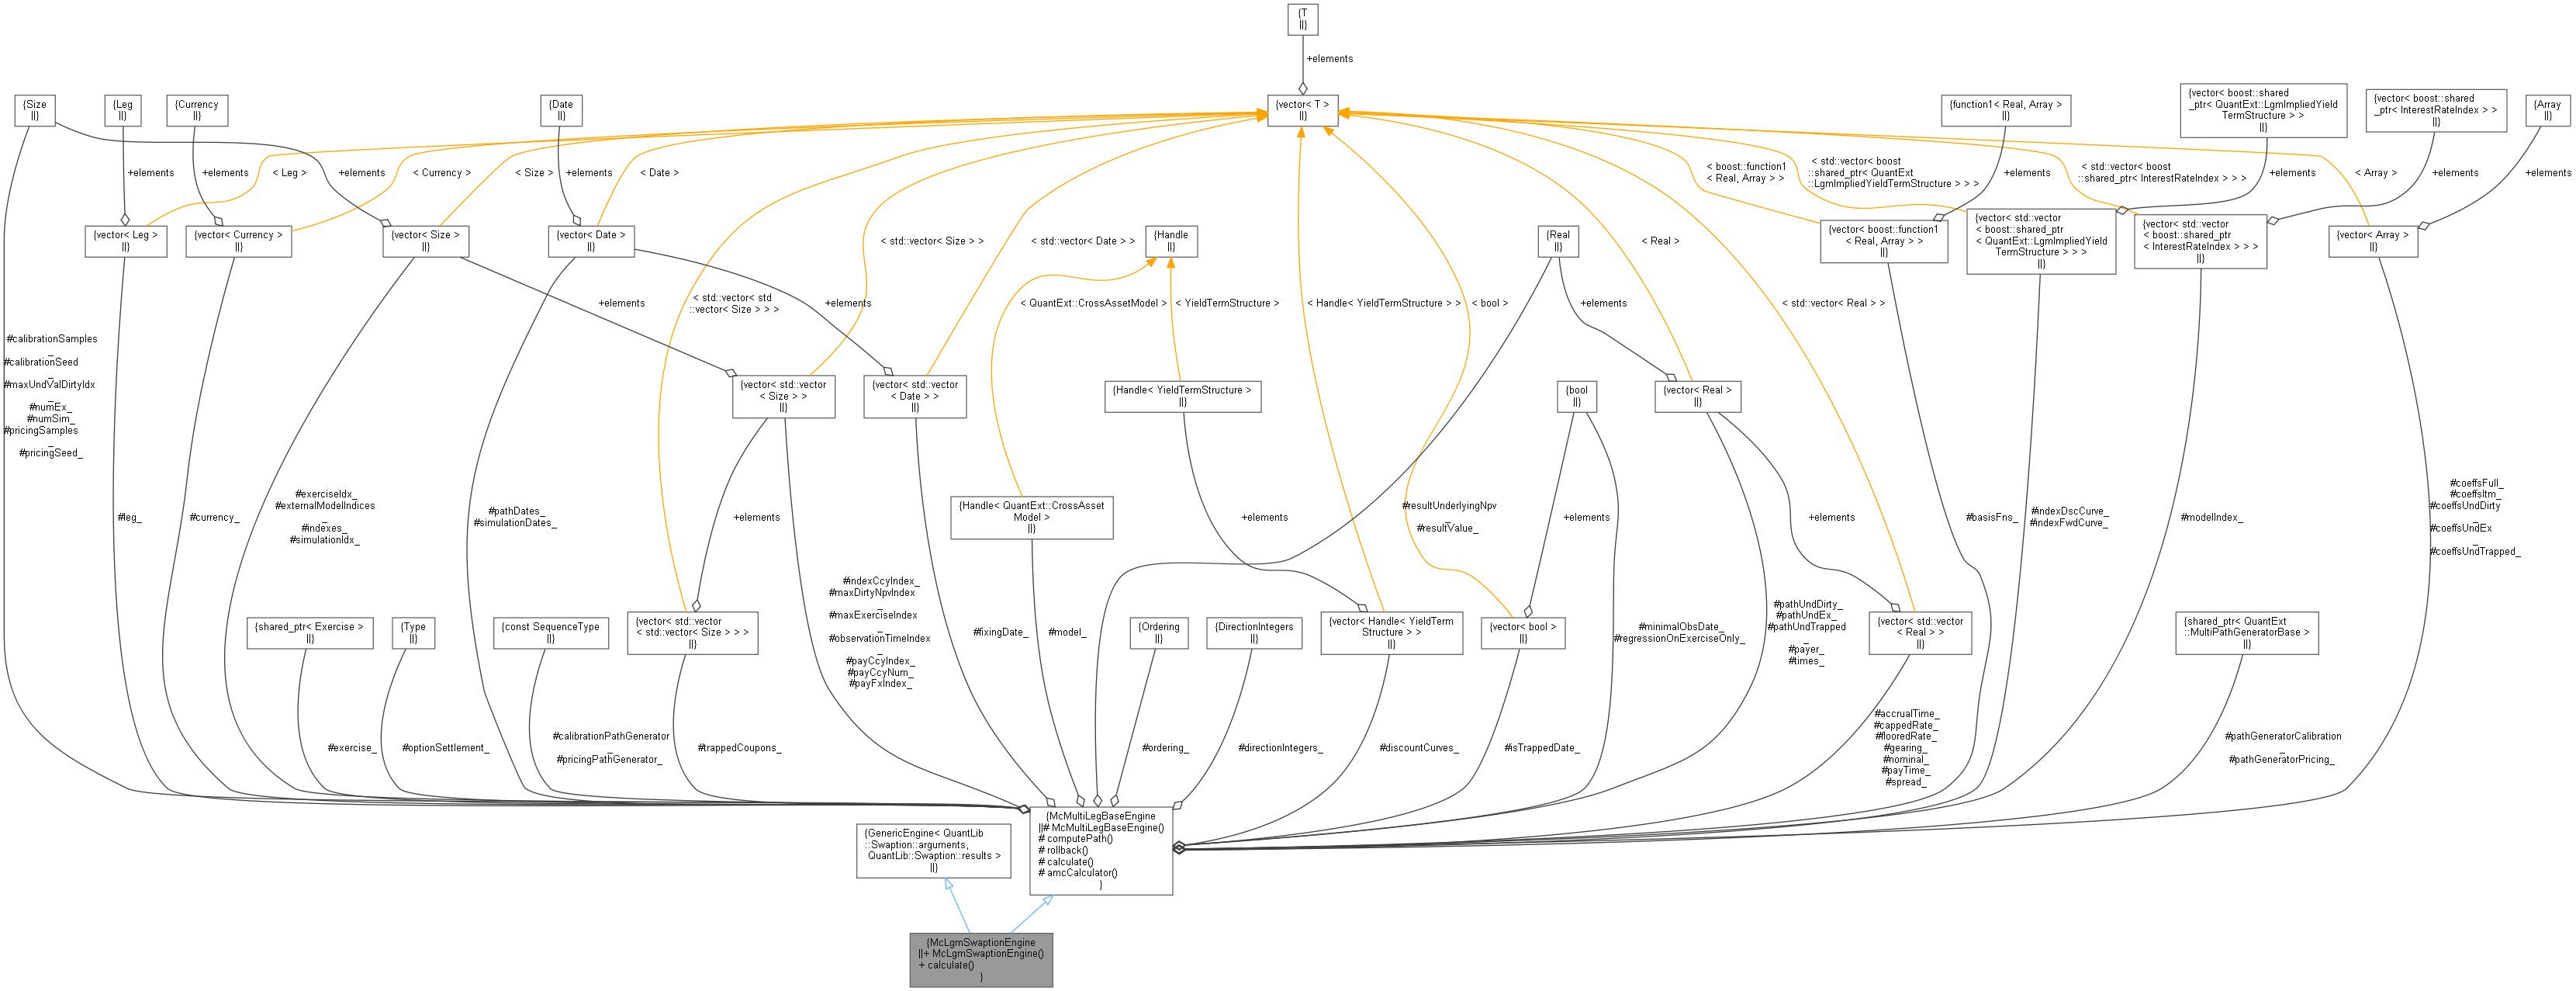 {T
||}
+elements
{Size
||}
{Leg
||}
{Currency
||}
{Date
||}
{vector< T >
||}
{function1< Real, Array >
||}
{vector< boost::shared
_ptr< QuantExt::LgmImpliedYield
TermStructure > >
||}
{vector< boost::shared
_ptr< InterestRateIndex > >
||}
{Array
||}
+elements
< Leg >
+elements
< Currency >
+elements
< Size >
+elements
< Date >
< boost::function1
< Real, Array > >
+elements
< std::vector< boost
::shared_ptr< QuantExt
::LgmImpliedYieldTermStructure > > >
+elements
< std::vector< boost
::shared_ptr< InterestRateIndex > > >
+elements
< Array >
+elements
{vector< Leg >
||}
{vector< Currency >
||}
{vector< Size >
||}
{vector< Date >
||}
< std::vector< Size > >
< std::vector< Date > >
{Handle
||}
{Real
||}
< Real >
{vector< boost::function1
< Real, Array > >
||}
{vector< std::vector
< boost::shared_ptr
< QuantExt::LgmImpliedYield
TermStructure > > >
||}
{vector< std::vector
< boost::shared_ptr
< InterestRateIndex > > >
||}
{vector< Array >
||}
+elements
< std::vector< std
::vector< Size > > >
+elements
< QuantExt::CrossAssetModel >
< YieldTermStructure >
< Handle< YieldTermStructure > >
< bool >
+elements
< std::vector< Real > >
#calibrationSamples
_
#calibrationSeed
_
#maxUndValDirtyIdx
_
#numEx_
#numSim_
#pricingSamples
_
#pricingSeed_
{vector< std::vector
< Size > >
||}
{vector< std::vector
< Date > >
||}
{Handle< YieldTermStructure >
||}
{bool
||}
{vector< Real >
||}
#leg_
#currency_
#exerciseIdx_
#externalModelIndices
_
#indexes_
#simulationIdx_
#pathDates_
#simulationDates_
+elements
{Handle< QuantExt::CrossAsset
Model >
||}
+elements
#resultUnderlyingNpv
_
#resultValue_
+elements
+elements
#basisFns_
#indexDscCurve_
#indexFwdCurve_
#modelIndex_
#coeffsFull_
#coeffsItm_
#coeffsUndDirty
_
#coeffsUndEx
_
#coeffsUndTrapped_
{shared_ptr< Exercise >
||}
{Type
||}
{const SequenceType
||}
{vector< std::vector
< std::vector< Size > > >
||}
#indexCcyIndex_
#maxDirtyNpvIndex
_
#maxExerciseIndex
_
#observationTimeIndex
_
#payCcyIndex_
#payCcyNum_
#payFxIndex_
#fixingDate_
#model_
{Ordering
||}
{DirectionIntegers
||}
{vector< Handle< YieldTerm
Structure > >
||}
{vector< bool >
||}
#minimalObsDate_
#regressionOnExerciseOnly_
#pathUndDirty_
#pathUndEx_
#pathUndTrapped
_
#payer_
#times_
{vector< std::vector
< Real > >
||}
{shared_ptr< QuantExt
::MultiPathGeneratorBase >
||}
#exercise_
#optionSettlement_
#calibrationPathGenerator
_
#pricingPathGenerator_
#trappedCoupons_
#ordering_
#directionIntegers_
#discountCurves_
#isTrappedDate_
#accrualTime_
#cappedRate_
#flooredRate_
#gearing_
#nominal_
#payTime_
#spread_
#pathGeneratorCalibration
_
#pathGeneratorPricing_
{GenericEngine< QuantLib
::Swaption::arguments,
QuantLib::Swaption::results >
||}
{McMultiLegBaseEngine
||# McMultiLegBaseEngine()
# computePath()
# rollback()
# calculate()
# amcCalculator()
}
{McLgmSwaptionEngine
||+ McLgmSwaptionEngine()
+ calculate()
}